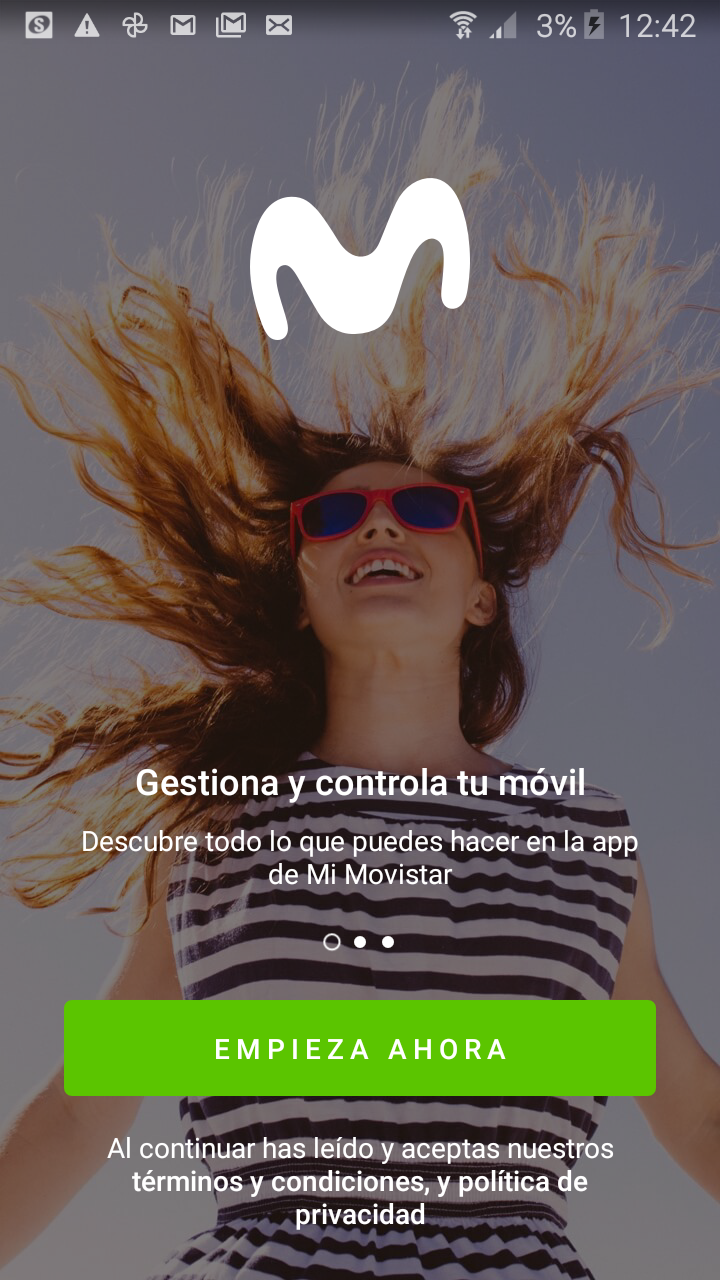 3% 12:42
Gestiona y controla tu móvil
Descubre todo lo que puedes hacer en la app
de Mi Movistar
EMPIEZA AHORA
Al continuar has leído y aceptas nuestros
términos y condiciones, y política de
privacidad